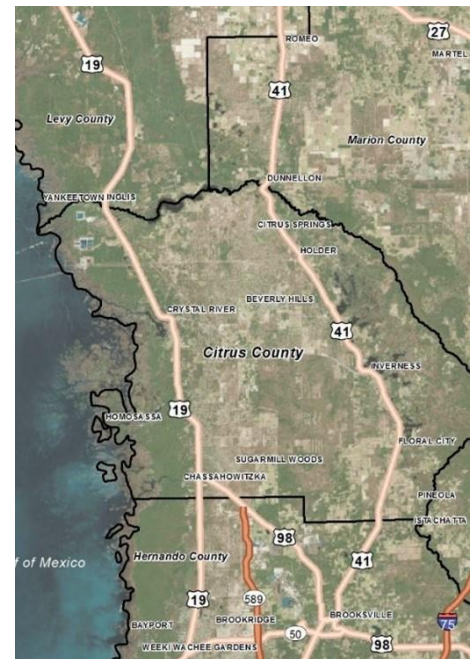 ROMEO
27
19
MARTEL
41
Levy County
Marion County
DUNNELLON
YANKEETOWN INGLIS
CITRUS SPRINGS
HOLDER
BEVERLY HILLS
CRYSTAL RIVER
41
Citrus County
INVERNESS
19
HOMOSASSA
FLORAL CITY
SUGARMILL WOODS
CHASSAHOWITZKA
PINEOLA
ISTACHATTA
98
Hernando County
41
f of Mexico
19
589
BROOKSVILLE
BAYPORT
BROOKRIDGE
75
50
98
WEEKI WACHEE GARDENS